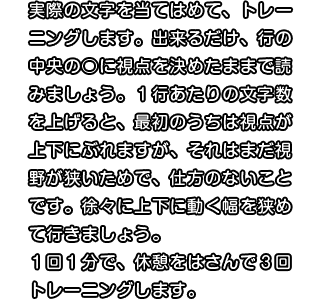 実際の文字を当てはめて、トレー
ニングします。出来るだけ、行の
中央の○に視点を決めたままで読
みましょう。１行あたりの文字数
を上げると、最初のうちは視点が
上下にぶれますが、それはまだ視
野が狭いためで、仕方のないこと
です。徐々に上下に動く幅を狭め
て行きましょう。
１回１分で、休憩をはさんで３回
トレーニングします。